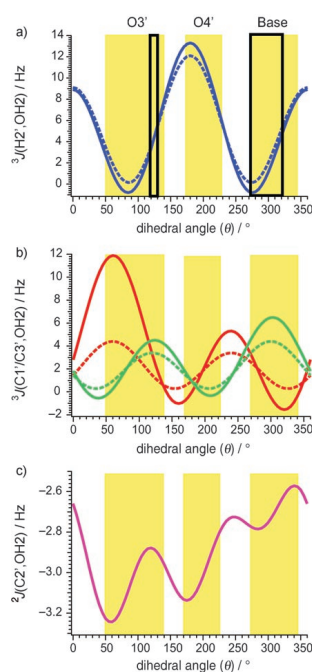 O3' O4' Base
a)
14
12
10
8
6
4
2
0
³J(H2',OH2) / Hz
0 50 100 150 200 250 300 350
dihedral angle (θ) / °
b)
12
10
8
6
4
2
0
−2
³J(C1'/C3',OH2) / Hz
0 50 100 150 200 250 300 350
dihedral angle (θ) / °
c)
−2.6
−2.8
−3.0
−3.2
²J(C2',OH2) / Hz
0 50 100 150 200 250 300 350
dihedral angle (θ) / °